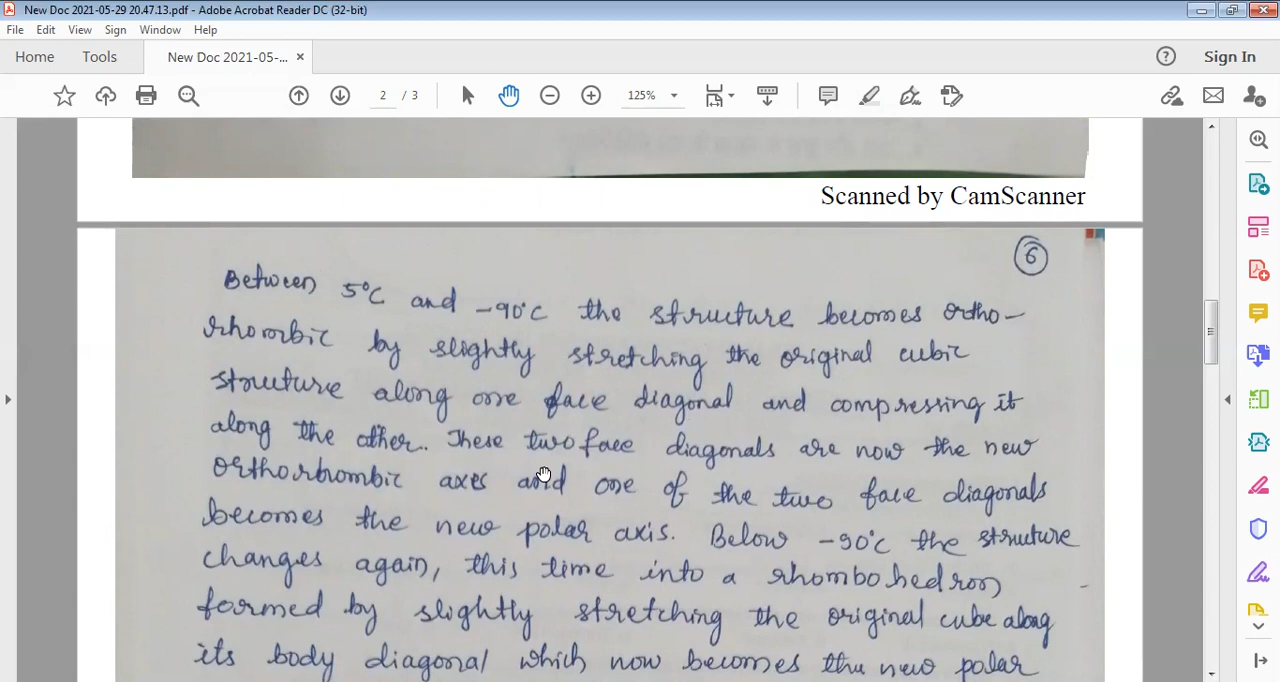 New Doc 2021-05-29 20.47.13.pdf - Adobe Acrobat Reader DC (32-bit)
File Edit View Sign Window Help
Home Tools New Doc 2021-05-... × Sign In
2 / 3 125%
Scanned by CamScanner
6
Between 5°C and -90°C the structure becomes ortho-
rhombic by slightly stretching the original cubic
structure along one face diagonal and compressing it
along the other. These two face diagonals are now the new
orthorhombic axes and one of the two face diagonals
becomes the new polar axis. Below -90°C the struture
changes again, this time into a rhombohedron
formed by slightly stretching the original cube along
its body diagonal which now becomes the new polar